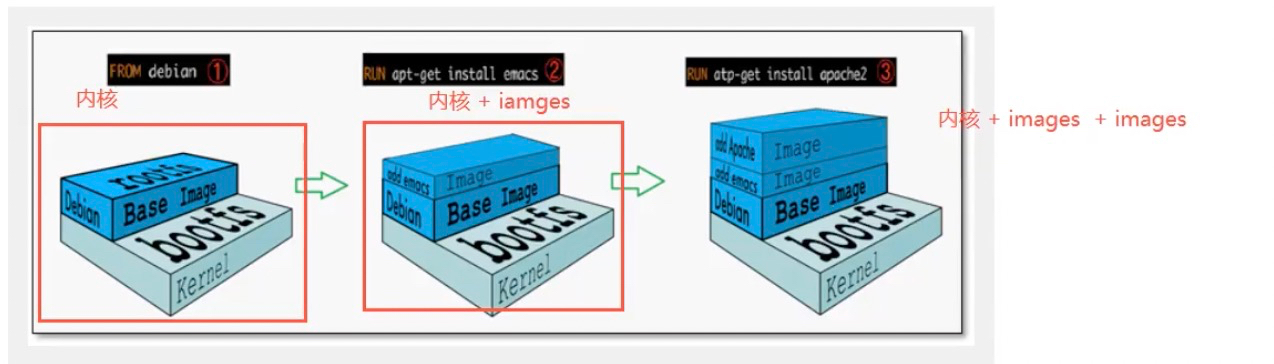 FROM debian ①
RUN apt-get install emacs ②
RUN atp-get install apache2 ③
内核
内核 + iamges
内核 + images + images
rootfs
Debian
Base Image
bootfs
Kernel
add emacs
Image
Debian
Base Image
bootfs
Kernel
add Apache
Image
add emacs
Image
Debian
Base Image
bootfs
Kernel